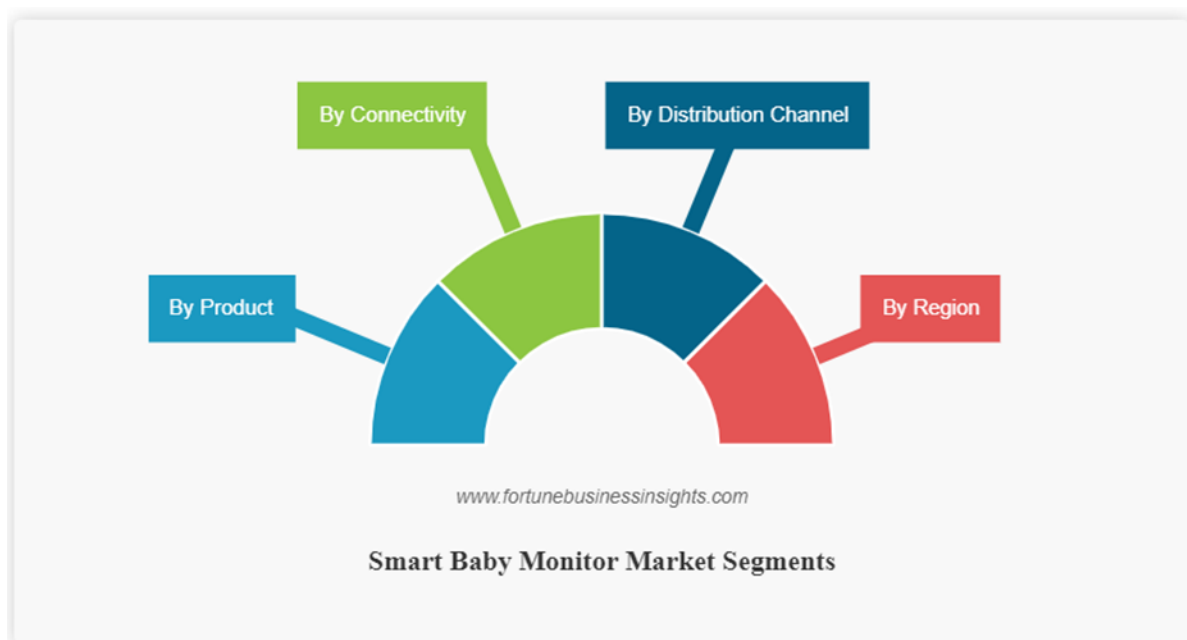 By Connectivity
By Distribution Channel
By Product
By Region
www.fortunebusinessinsights.com
Smart Baby Monitor Market Segments